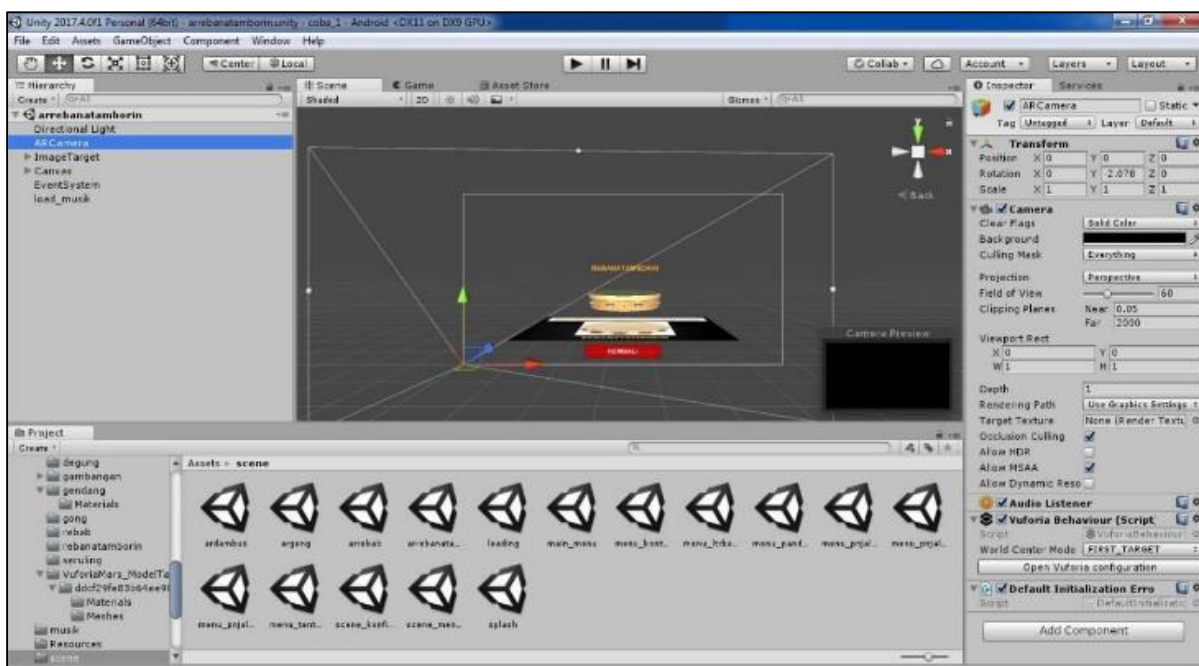 Unity 2017.4.0f1 Personal (64bit) - arrebanatamborin.unity - coba_1 - Android <DX11 on DX9 GPU>
File Edit Assets GameObject Component Window Help
Center Local Collab Account Layers Layout
Hierarchy
Create All
arrebanatamborin
Directional Light
ARCamera
ImageTarget
Canvas
EventSystem
load_musik
Scene Game Asset Store
Shaded 2D Gizmos All
y
x
Back
REBANATAMBORIN
KEMBALI
Camera Preview
Inspector Services
ARCamera Static
Tag Untagged Layer Default
Transform
Position X 0 Y 0 Z 0
Rotation X 0 Y -2.078 Z 0
Scale X 1 Y 1 Z 1
Camera
Clear Flags Solid Color
Background
Culling Mask Everything
Projection Perspective
Field of View 60
Clipping Planes Near 0.05
Far 2000
Viewport Rect
X 0 Y 0
W 1 H 1
Depth 1
Rendering Path Use Graphics Settings
Target Texture None (Render Textu
Occlusion Culling
Allow HDR
Allow MSAA
Allow Dynamic Reso
Audio Listener
Vuforia Behaviour (Script
Script VuforiaBehaviour
World Center Mode FIRST_TARGET
Open Vuforia configuration
Default Initialization Erro
Script DefaultInitializatic
Add Component
Project
Create
degung
gambangan
gendang
Materials
gong
rebab
rebanatamborin
seruling
VuforiaMars_ModelTa
Materials
Meshes
musik
Resources
scene
Assets scene
ardambus argong arrebab arrebanata... loading main_menu menu_kont... menu_pand... menu_pnjal... menu_pnjal...
menu_pnjal... menu_tent... scene_konfi... scene_men... splash